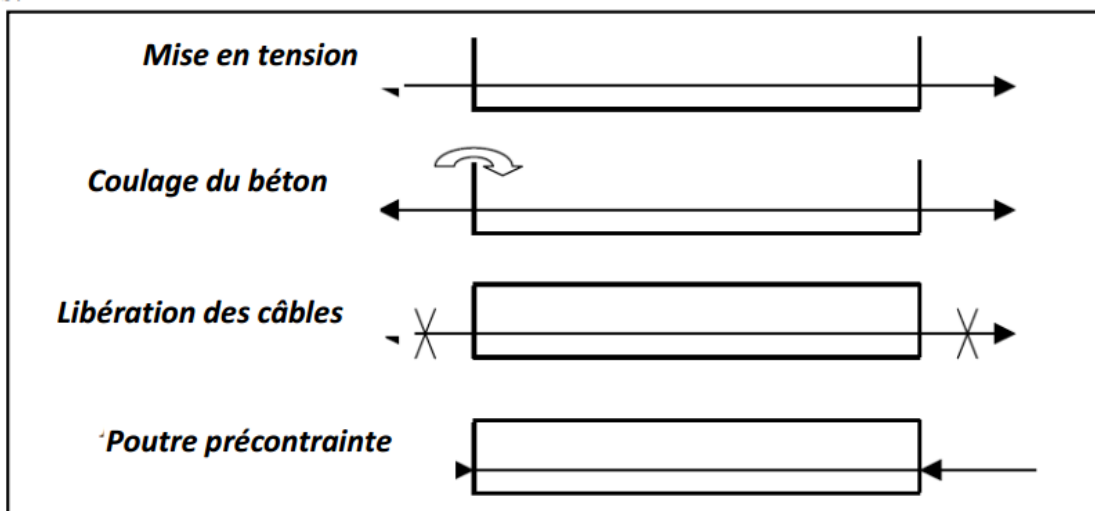 Mise en tension
Coulage du béton
Libération des câbles
Poutre précontrainte